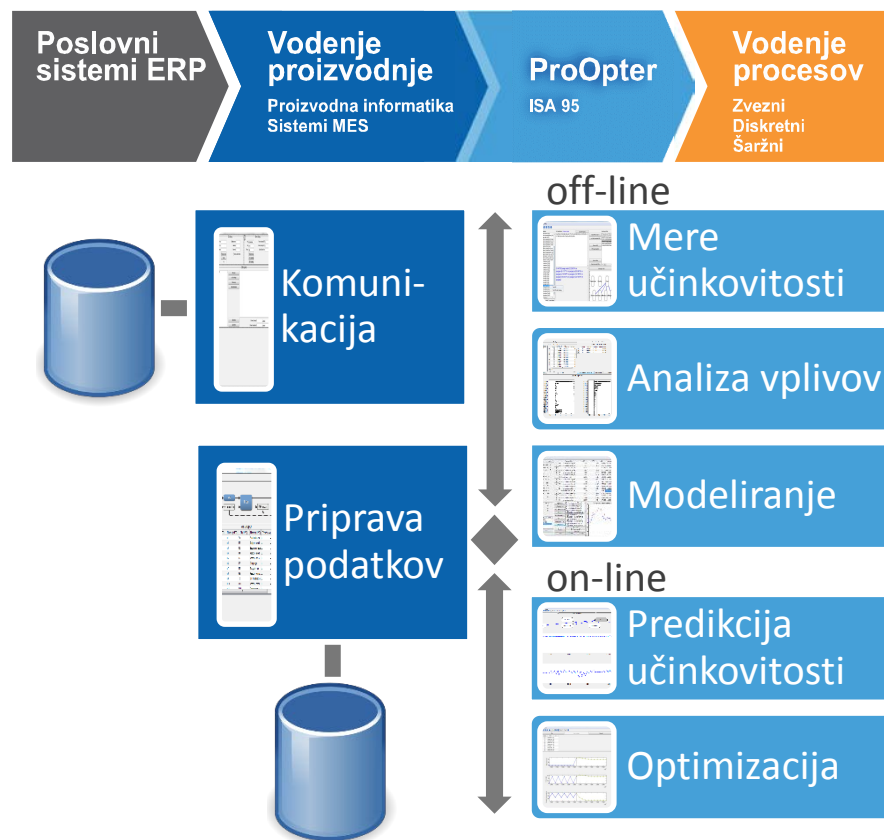 Poslovni
sistemi ERP
Vodenje
proizvodnje
Proizvodna informatika
Sistemi MES
ProOpter
ISA 95
Vodenje
procesov
Zvezni
Diskretni
Šaržni
Komuni-
kacija
Priprava
podatkov
off-line
Mere
učinkovitosti
Analiza vplivov
Modeliranje
on-line
Predikcija
učinkovitosti
Optimizacija